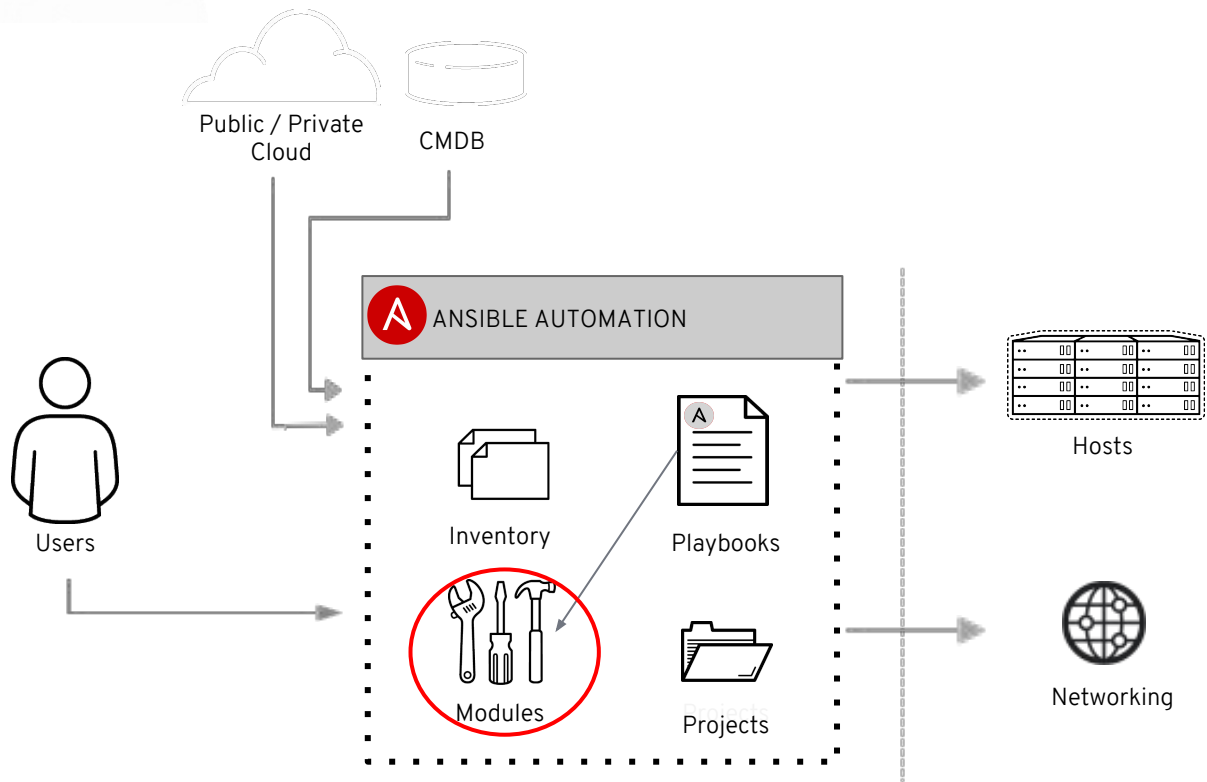 Public / Private
Cloud
CMDB
ANSIBLE AUTOMATION
Hosts
Users
Inventory
Playbooks
Modules
Projects
Networking